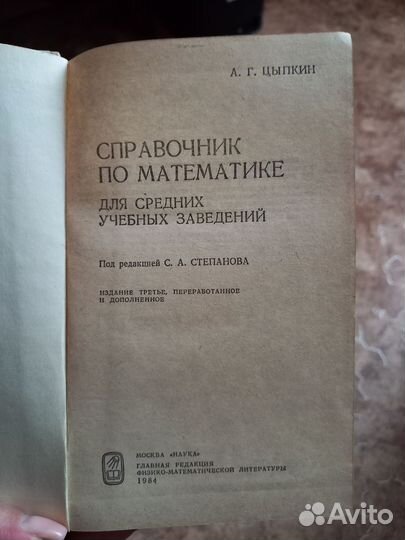 А. Г. ЦЫПКИН
СПРАВОЧНИК
ПО МАТЕМАТИКЕ
ДЛЯ СРЕДНИХ
УЧЕБНЫХ ЗАВЕДЕНИЙ
Под редакцией С. А. СТЕПАНОВА
ИЗДАНИЕ ТРЕТЬЕ, ПЕРЕРАБОТАННОЕ
И ДОПОЛНЕННОЕ
МОСКВА «НАУКА»
ГЛАВНАЯ РЕДАКЦИЯ
ФИЗИКО-МАТЕМАТИЧЕСКОЙ ЛИТЕРАТУРЫ
1984
Avito